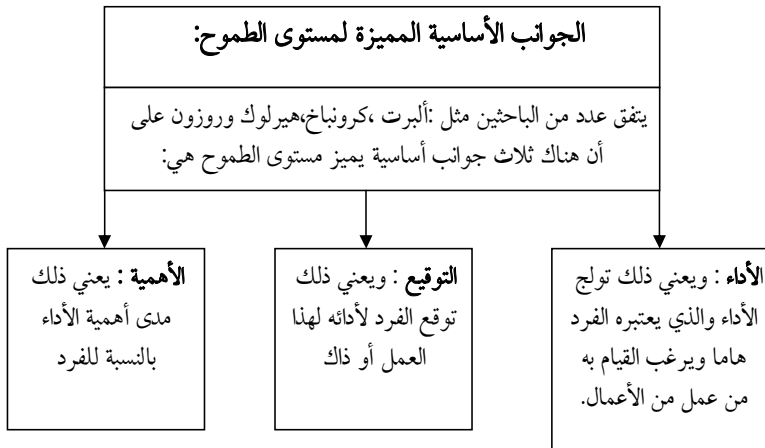 الجوانب الأساسية المميزة لمستوى الطموح:
يتفق عدد من الباحثين مثل :ألبرت ،كرونباخ،هيرلوك وروزون على
أن هناك ثلاث جوانب أساسية يميز مستوى الطموح هي:
الأداء : ويعني ذلك تولج
الأداء والذي يعتبره الفرد
هاما ويرغب القيام به
من عمل من الأعمال.
التوقيع : ويعني ذلك
توقع الفرد لأدائه لهذا
العمل أو ذاك
الأهمية : يعني ذلك
مدى أهمية الأداء
بالنسبة للفرد